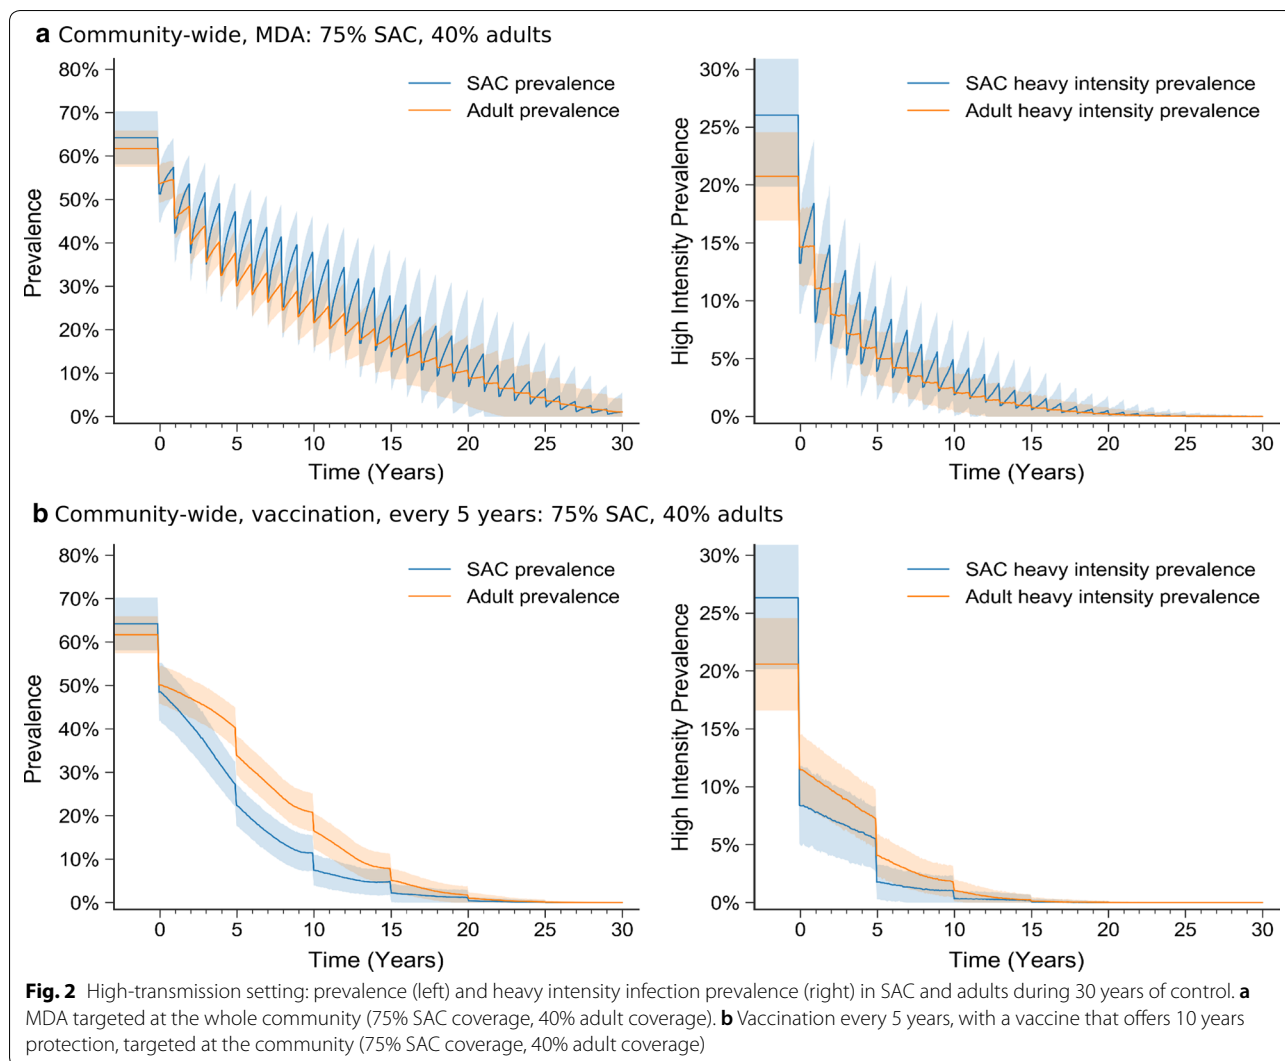 a Community-wide, MDA: 75% SAC, 40% adults
80%
70%
60%
50%
40%
30%
20%
10%
0%
Prevalence
SAC prevalence
Adult prevalence
0 5 10 15 20 25 30
Time (Years)
30%
25%
20%
15%
10%
5%
0%
High Intensity Prevalence
SAC heavy intensity prevalence
Adult heavy intensity prevalence
0 5 10 15 20 25 30
Time (Years)
b Community-wide, vaccination, every 5 years: 75% SAC, 40% adults
80%
70%
60%
50%
40%
30%
20%
10%
0%
Prevalence
SAC prevalence
Adult prevalence
0 5 10 15 20 25 30
Time (Years)
30%
25%
20%
15%
10%
5%
0%
High Intensity Prevalence
SAC heavy intensity prevalence
Adult heavy intensity prevalence
0 5 10 15 20 25 30
Time (Years)
Fig. 2 High-transmission setting: prevalence (left) and heavy intensity infection prevalence (right) in SAC and adults during 30 years of control. a
MDA targeted at the whole community (75% SAC coverage, 40% adult coverage). b Vaccination every 5 years, with a vaccine that offers 10 years
protection, targeted at the community (75% SAC coverage, 40% adult coverage)